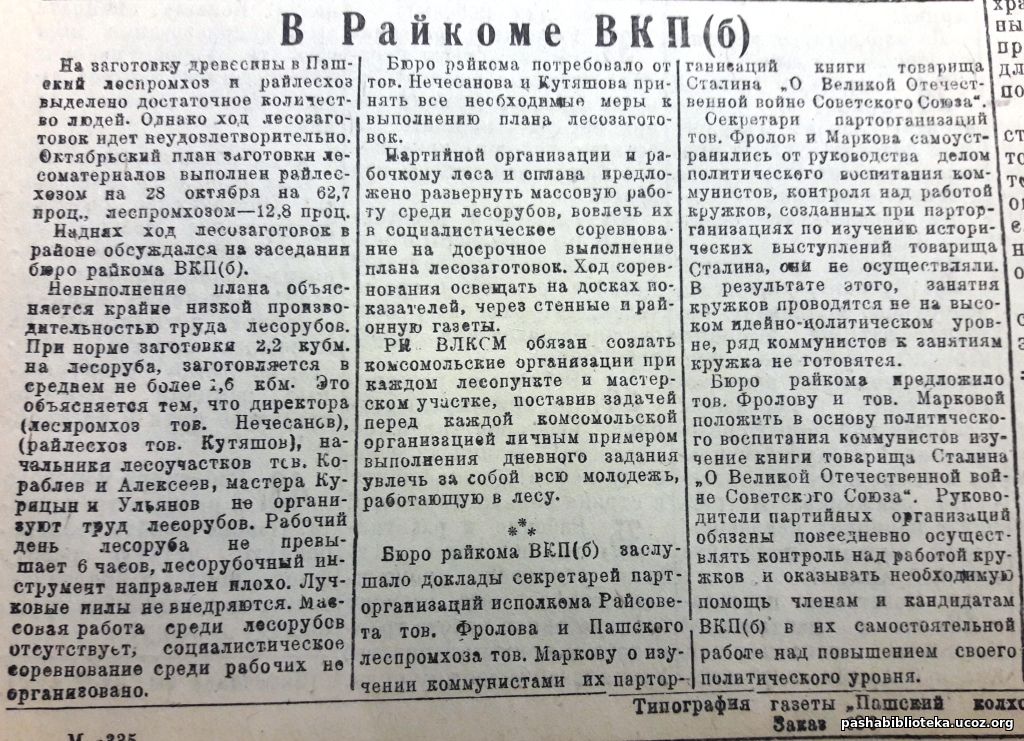 В Райкоме ВКП(б)
На заготовку древесины в Паш-
ский леспромхоз и райлесхоз
выделено достаточное количест-
во людей. Однако ход лесозаго-
товок идет неудовлетворительно.
Октябрьский план заготовки ле-
соматериалов выполнен райлес-
хозом на 28 октября на 62,7
проц., леспромхозом—12,8 проц.
Наднях ход лесозаготовок в
районе обсуждался на заседании
бюро райкома ВКП(б).
Невыполнение плана объяс-
няется крайне низкой произво-
дительностью труда лесорубов.
При норме заготовки 2,2 кубм.
на лесоруба, заготовляется в
среднем не более 1,6 кбм. Это
объясняется тем, что директора
(леспромхоз тов. Нечесанов),
(райлесхоз тов. Кутяшов), на-
чальники лесоучастков тов. Ко-
раблев и Алексеев, мастера Ку-
рицын и Ульянов не органи-
зуют труд лесорубов. Рабочий
день лесоруба не превы-
шает 6 часов, лесорубочный ин-
струмент направлен плохо. Луч-
ковые пилы не внедряются. Мас-
совая работа среди лесорубов
отсутствует, социалистическое
соревнование среди рабочих не
организовано.
Бюро райкома потребовало от
тов. Нечесанова и Кутяшова при-
нять все необходимые меры к
выполнению плана лесозагото-
вок.
Партийной организации и ра-
бочкому леса и сплава предло-
жено развернуть массовую рабо-
ту среди лесорубов, вовлечь их
в социалистическое соревнова-
ние на досрочное выполнение
плана лесозаготовок. Ход сорев-
нования освещать на досках по-
казателей, через стенные и рай-
онную газеты.
РК ВЛКСМ обязан создать
комсомольские организации при
каждом лесопункте и мастер-
ском участке, поставив задачей
перед каждой комсомольской
организацией личным примером
выполнения дневного задания
увлечь за собой всю молодежь,
работающую в лесу.
***
Бюро райкома ВКП(б) заслу-
шало доклады секретарей парт-
организаций исполкома Райсове-
та тов. Фролова и Пашского
леспромхоза тов. Маркову о изу-
чении коммунистами их партор-
ганизаций книги товарища
Сталина „О Великой Отечест-
венной войне Советского Союза“.
Секретари парторганизаций
тов. Фролов и Маркова самоуст-
ранились от руководства делом
политического воспитания ком-
мунистов, контроля над работой
кружков, созданных при партор-
ганизациях по изучению истори-
ческих выступлений товарища
Сталина, они не осуществляли.
В результате этого, занятия
кружков проводятся не на высо-
ком идейно-политическом уров-
не, ряд коммунистов к занятиям
кружка не готовятся.
Бюро райкома предложило
тов. Фролову и тов. Марковой
положить в основу политическо-
го воспитания коммунистов изу-
чение книги товарища Сталина
„О Великой Отечественной вой-
не Советского Союза“. Руково-
дители партийных организаций
обязаны повседневно осущест-
влять контроль над работой кру-
жков и оказывать необходимую
помощь членам и кандидатам
ВКП(б) в их самостоятельной
работе над повышением своего
политического уровня.
Типография газеты „Пашский колхо
Заказ
pashabiblioteka.ucoz.org